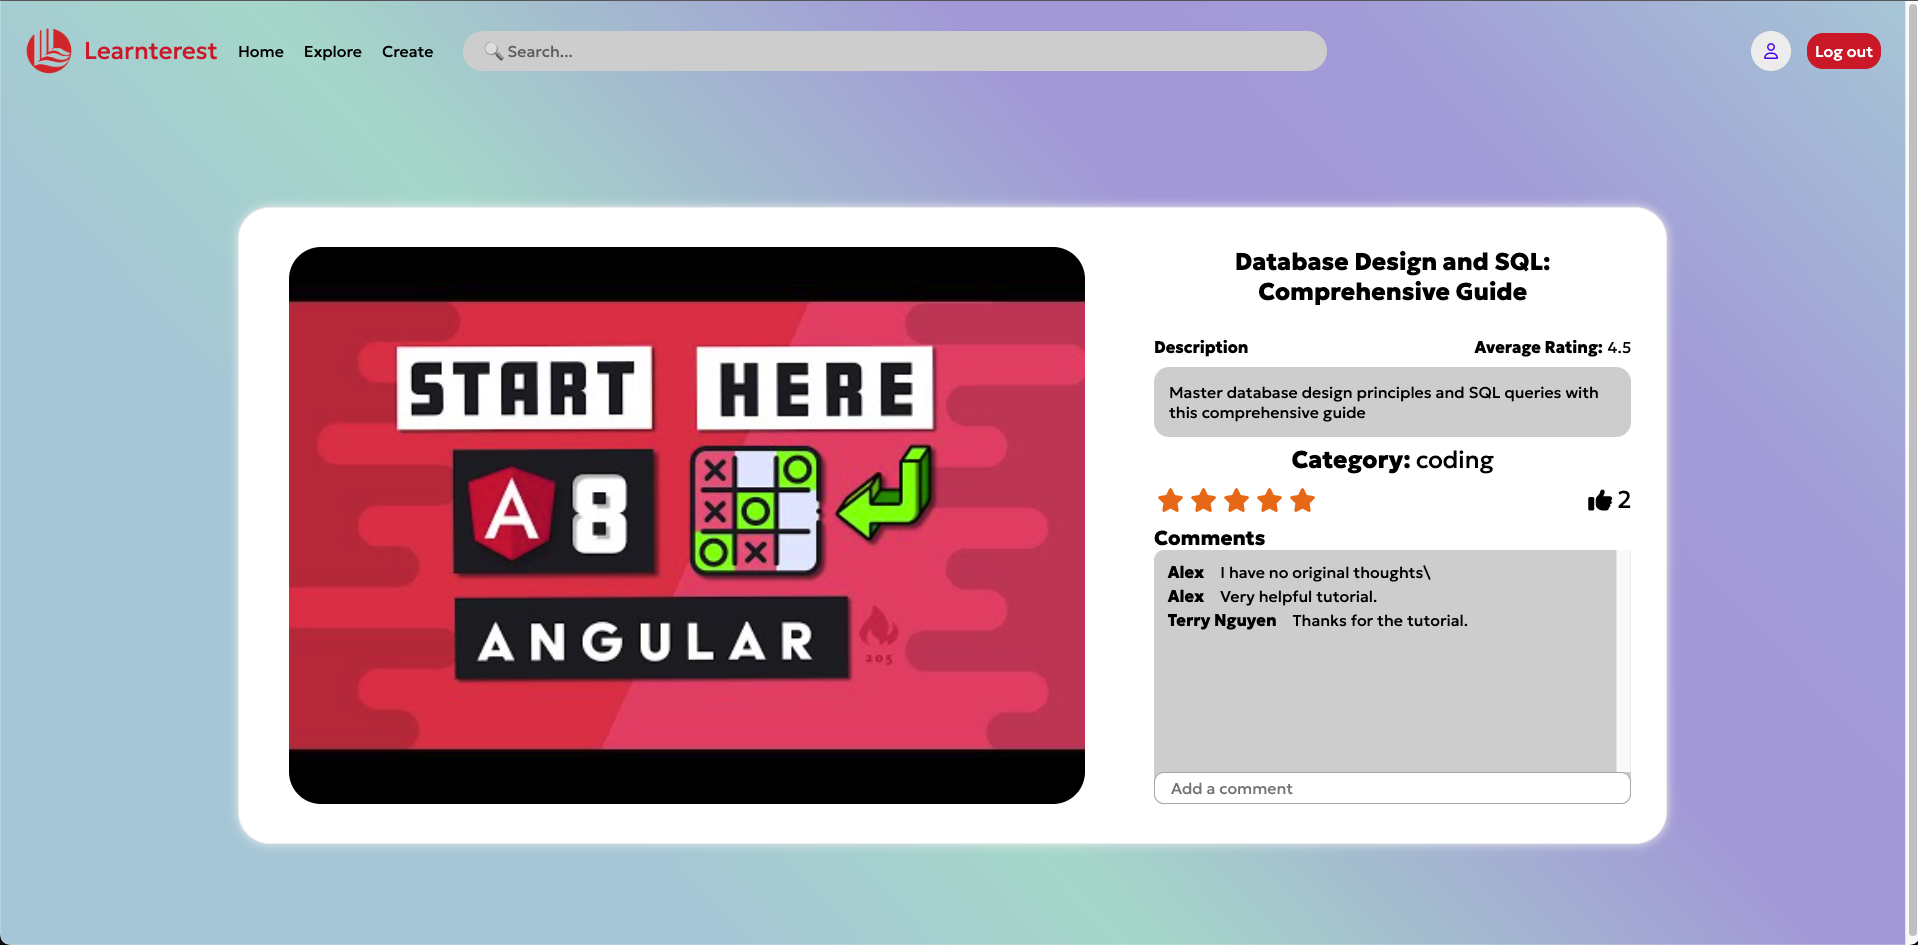 Learnterest Home Explore Create 🔍 Search... Log out
START HERE
A 8
ANGULAR
205
Database Design and SQL:
Comprehensive Guide
Description Average Rating: 4.5
Master database design principles and SQL queries with
this comprehensive guide
Category: coding
2
Comments
Alex I have no original thoughts\
Alex Very helpful tutorial.
Terry Nguyen Thanks for the tutorial.
Add a comment